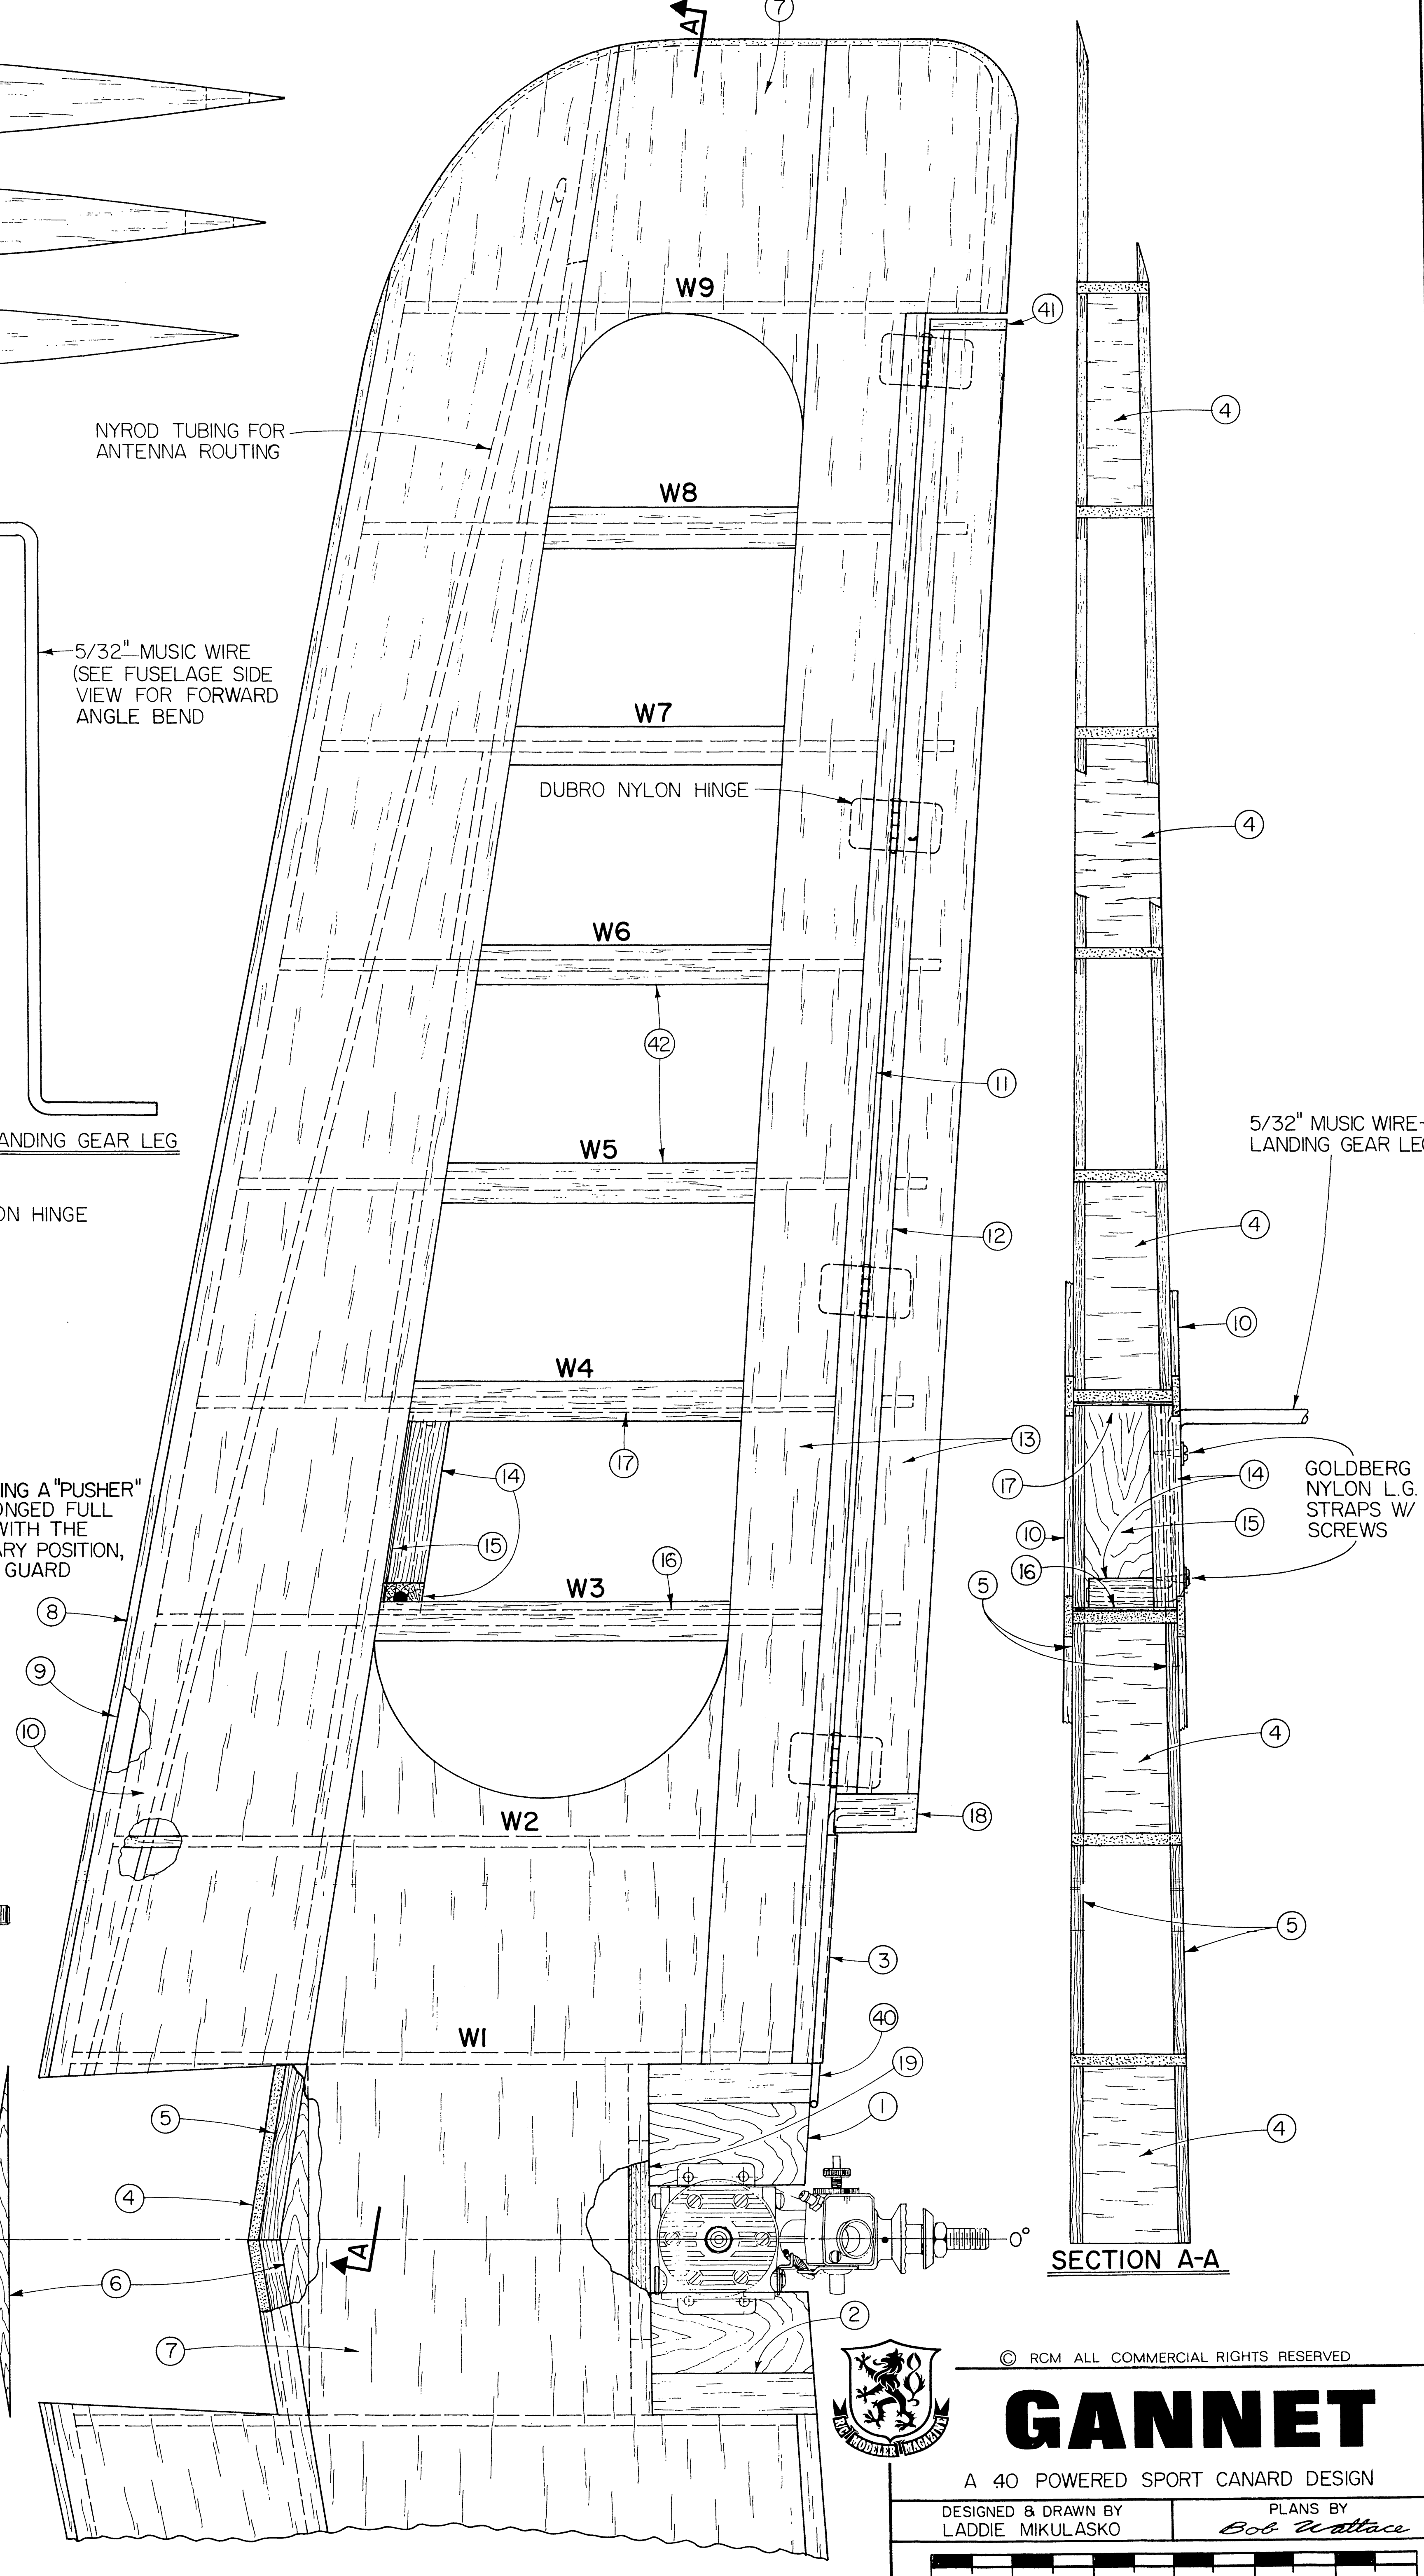 A
7
W9
41
4
NYROD TUBING FOR
ANTENNA ROUTING
W8
5/32" MUSIC WIRE
(SEE FUSELAGE SIDE
VIEW FOR FORWARD
ANGLE BEND
W7
DUBRO NYLON HINGE
4
W6
42
11
ANDING GEAR LEG
5/32" MUSIC WIRE
LANDING GEAR LEG
W5
ON HINGE
12
4
10
W4
13
17
14
17
14
GOLDBERG
NYLON L.G.
STRAPS W/
SCREWS
ING A "PUSHER"
ONGED FULL
WITH THE
ARY POSITION,
GUARD
15
10
15
16
16
5
W3
8
9
10
4
18
W2
5
3
W1
40
19
5
1
4
4
A
0°
SECTION A-A
6
2
7
© RCM ALL COMMERCIAL RIGHTS RESERVED
R/C MODELER MAGAZINE
GANNET
A .40 POWERED SPORT CANARD DESIGN
DESIGNED & DRAWN BY
LADDIE MIKULASKO
PLANS BY
Bob Wallace